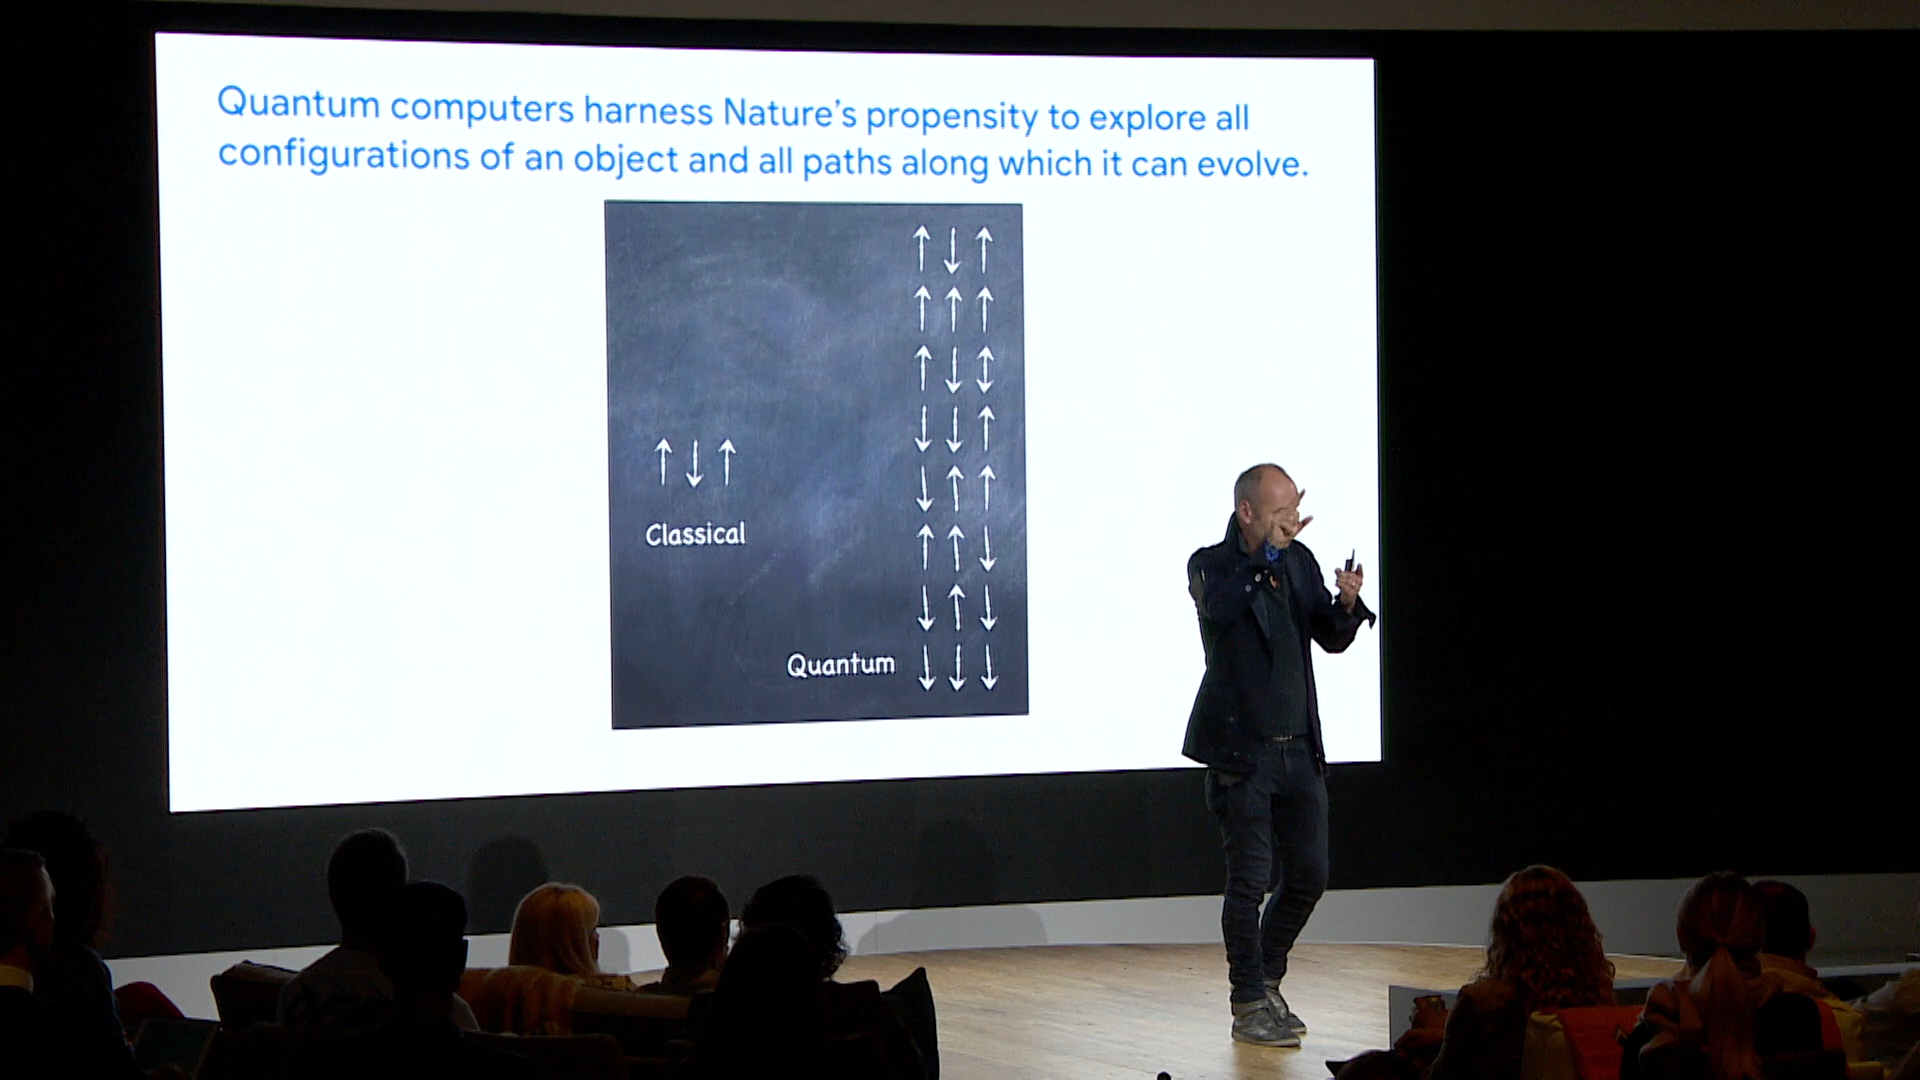 Quantum computers harness Nature's propensity to explore all
configurations of an object and all paths along which it can evolve.
Classical
Quantum